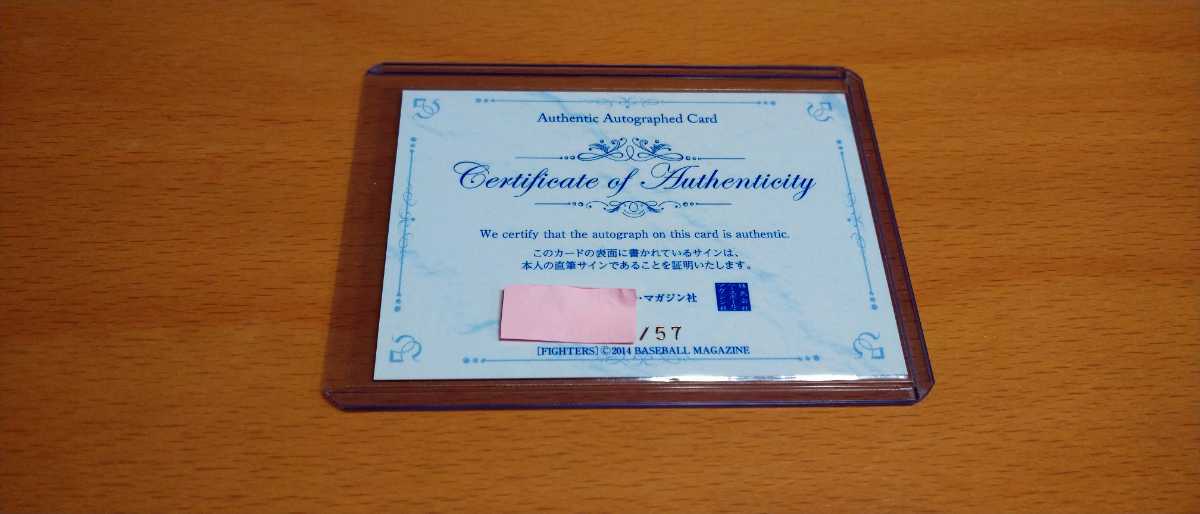 Authentic Autographed Card
Certificate of Authenticity
We certify that the autograph on this card is authentic.
このカードの表面に書かれているサインは、
本人の直筆サインであることを証明いたします。
・マガジン社
/57
[FIGHTERS]©2014 BASEBALL MAGAZINE